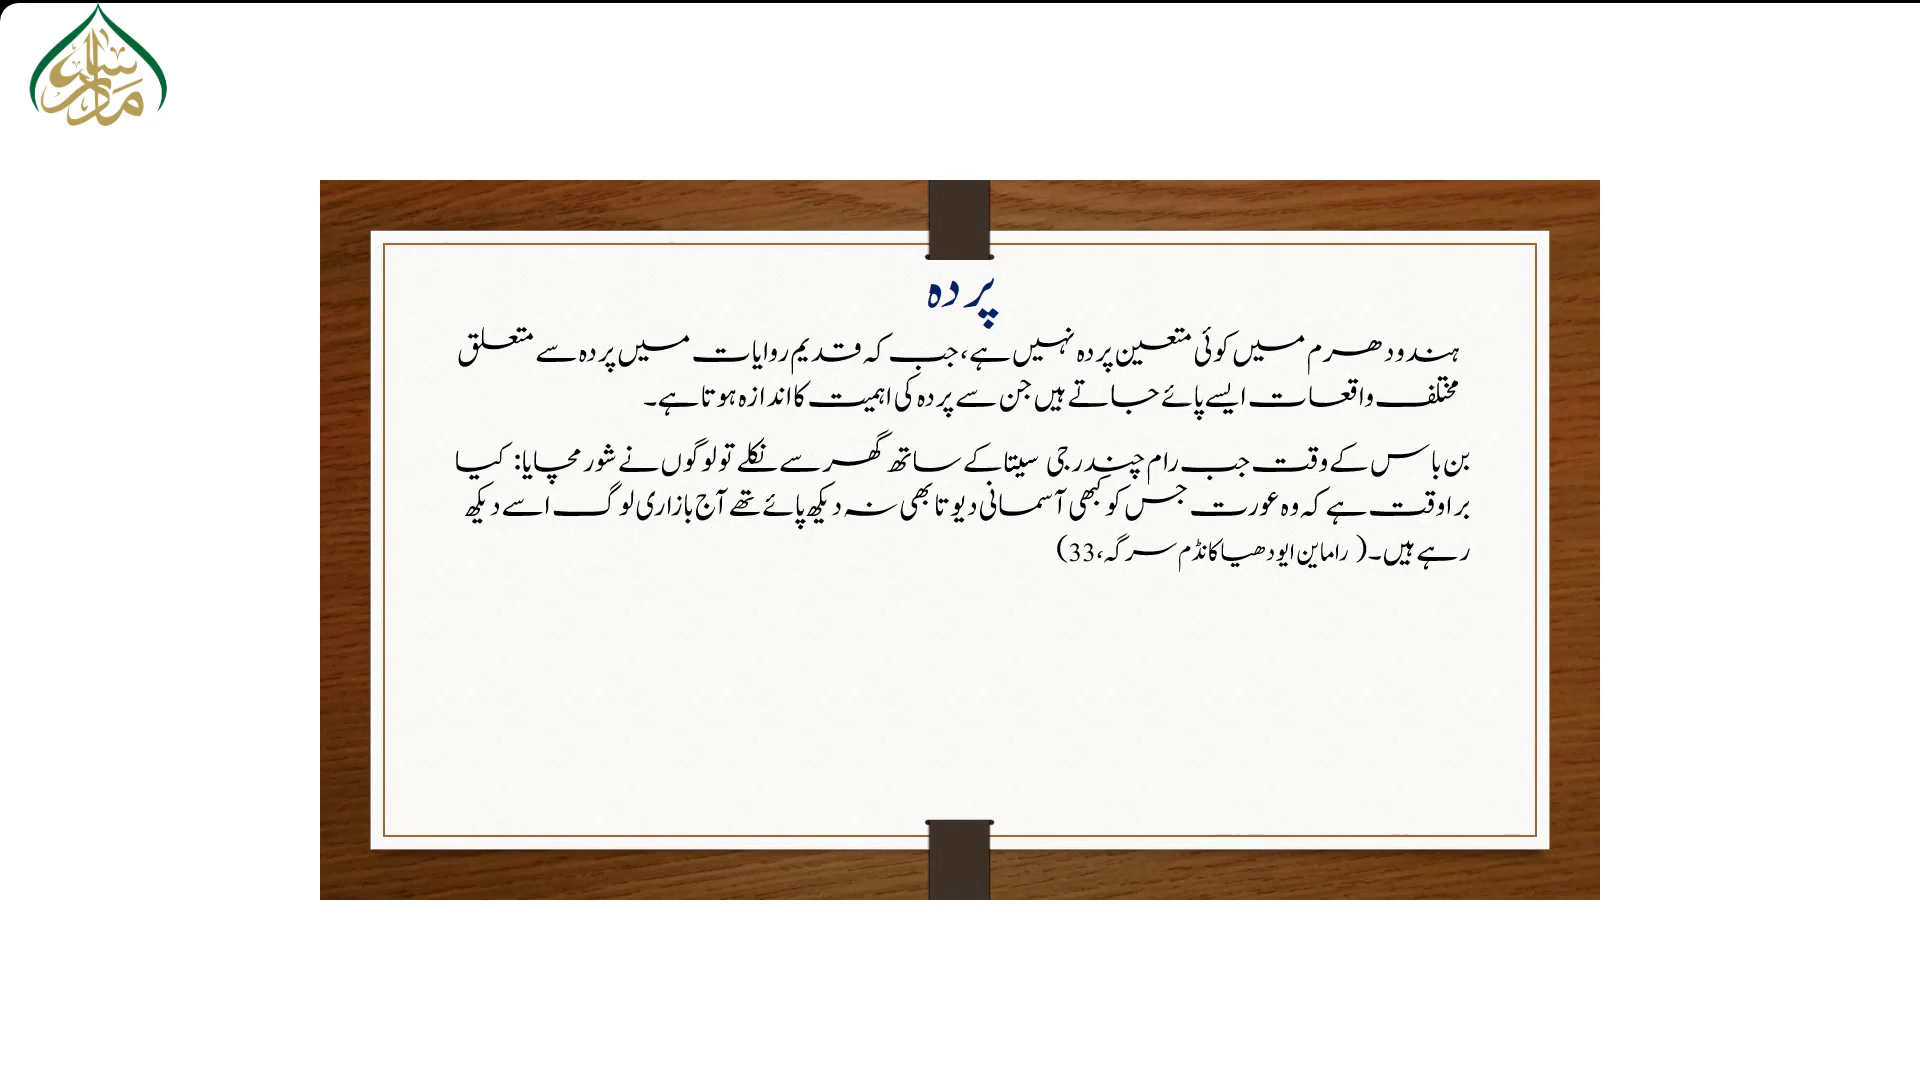 پردہ
ہندو دھرم میں کوئی متعین پردہ نہیں ہے، جب کہ قدیم روایات میں پردہ سے متعلق
مختلف واقعات ایسے پائے جاتے ہیں جن سے پردہ کی اہمیت کا اندازہ ہوتا ہے۔
بن باس کے وقت جب رام چندر جی سیتا کے ساتھ گھر سے نکلے تو لوگوں نے شور مچایا: کیا
برا وقت ہے کہ وہ عورت جس کو کبھی آسمانی دیوتا بھی نہ دیکھ پائے تھے آج بازاری لوگ اسے دیکھ
رہے ہیں۔( راماین ایودھیا کانڈم سرگہ،33)